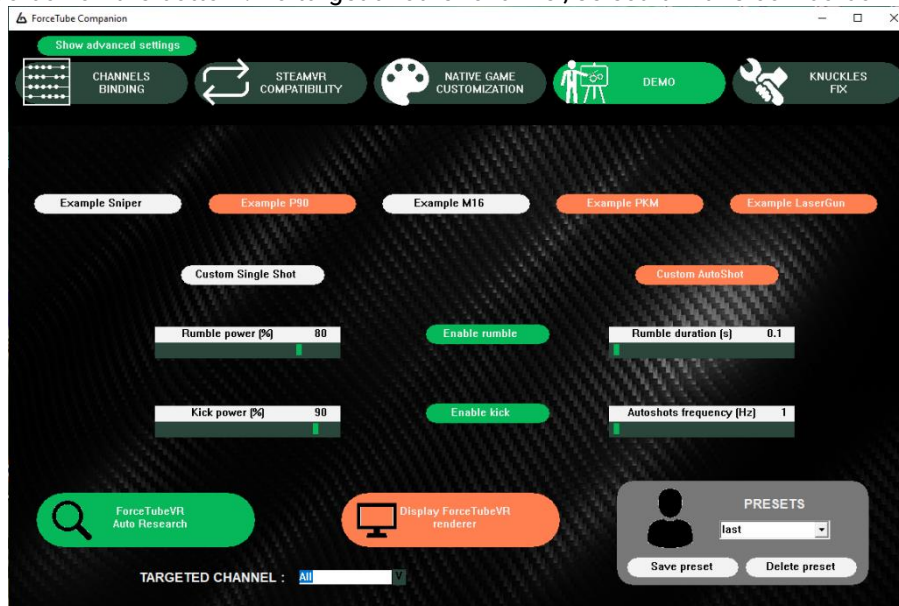 ForceTube Companion
Show advanced settings
CHANNELS
BINDING
STEAMVR
COMPATIBILITY
NATIVE GAME
CUSTOMIZATION
DEMO
KNUCKLES
FIX
Example Sniper
Example P90
Example M16
Example PKM
Example LaserGun
Custom Single Shot
Custom AutoShot
Rumble power (%) 80
Enable rumble
Rumble duration (s) 0.1
Kick power (%) 90
Enable kick
Autoshots frequency (Hz) 1
ForceTubeVR
Auto Research
Display ForceTubeVR
renderer
PRESETS
last
Save preset
Delete preset
TARGETED CHANNEL : All V